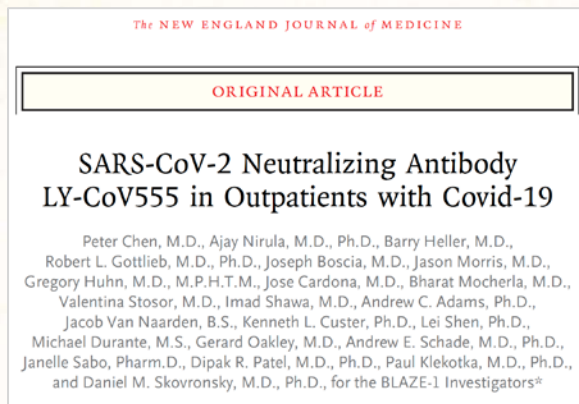 The NEW ENGLAND JOURNAL of MEDICINE
ORIGINAL ARTICLE
SARS-CoV-2 Neutralizing Antibody
LY-CoV555 in Outpatients with Covid-19
Peter Chen, M.D., Ajay Nirula, M.D., Ph.D., Barry Heller, M.D.,
Robert L. Gottlieb, M.D., Ph.D., Joseph Boscia, M.D., Jason Morris, M.D.,
Gregory Huhn, M.D., M.P.H.T.M., Jose Cardona, M.D., Bharat Mocherla, M.D.,
Valentina Stosor, M.D., Imad Shawa, M.D., Andrew C. Adams, Ph.D.,
Jacob Van Naarden, B.S., Kenneth L. Custer, Ph.D., Lei Shen, Ph.D.,
Michael Durante, M.S., Gerard Oakley, M.D., Andrew E. Schade, M.D., Ph.D.,
Janelle Sabo, Pharm.D., Dipak R. Patel, M.D., Ph.D., Paul Klekotka, M.D., Ph.D.,
and Daniel M. Skovronsky, M.D., Ph.D., for the BLAZE-1 Investigators*